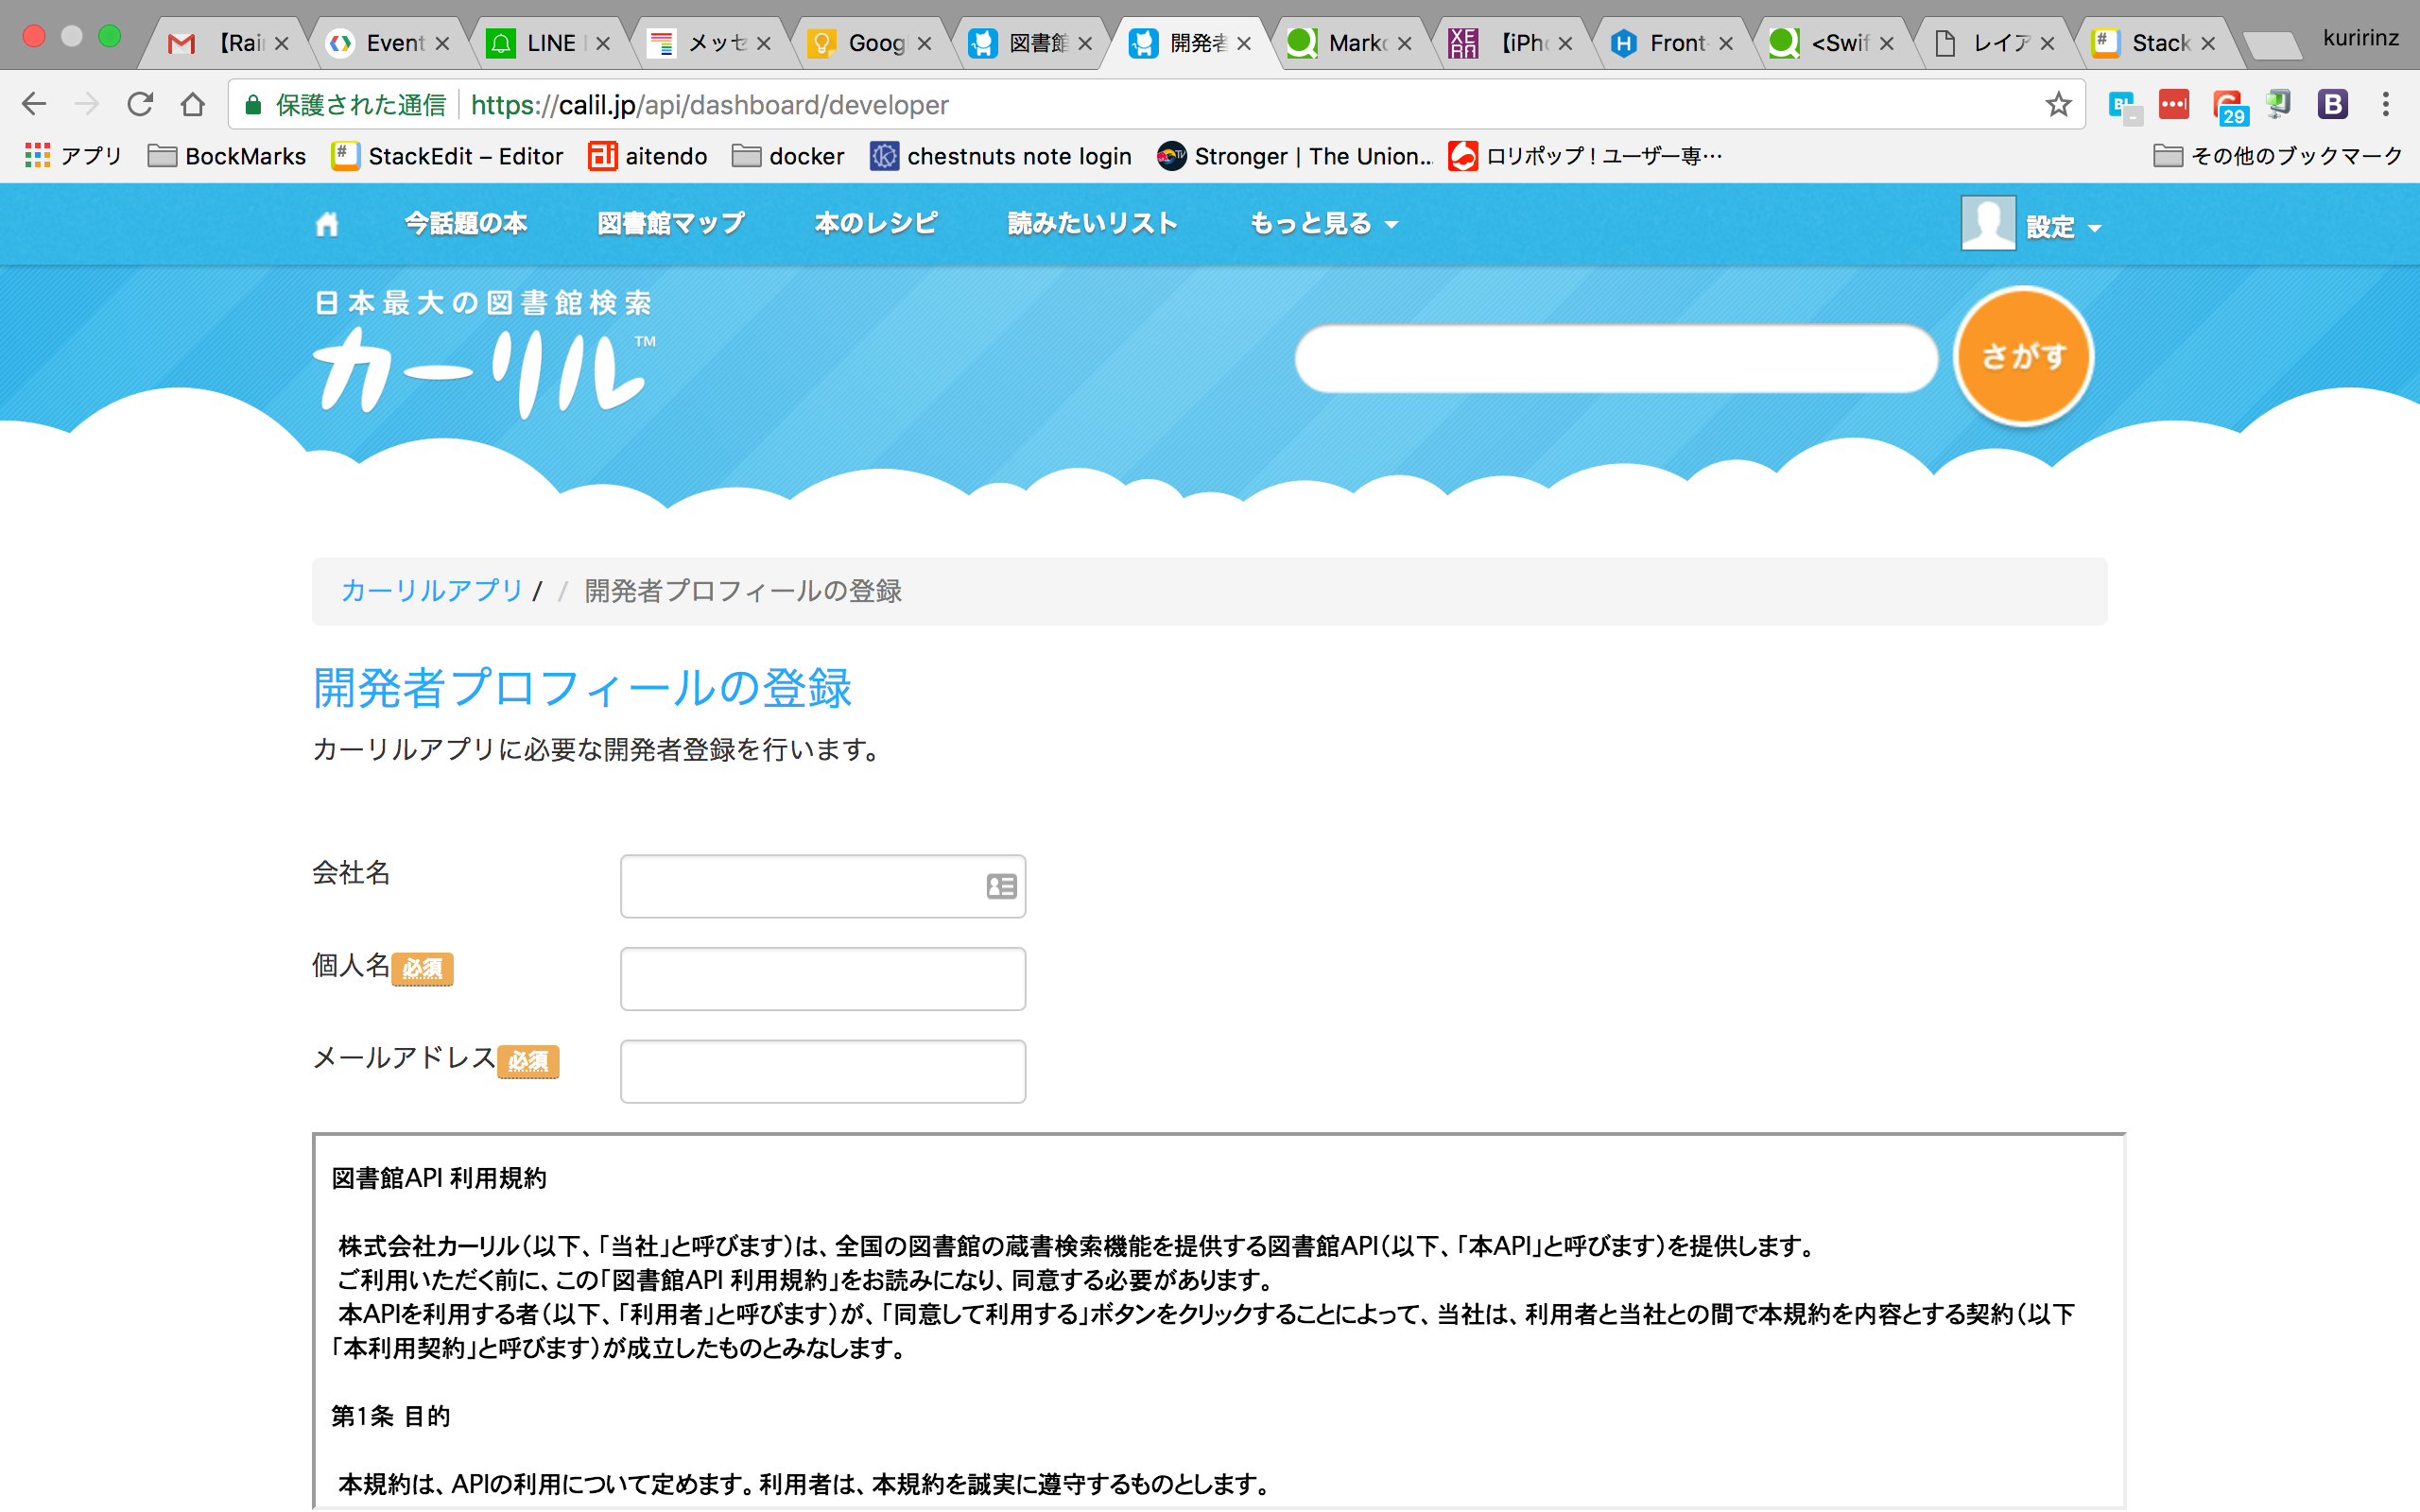 【Rai
Event
LINE
メッセ
Goog
図書館
開発者
Mark
【iPh
Front
<Swif
レイア
Stack
kuririnz
保護された通信 https://calil.jp/api/dashboard/developer
29
アプリ BockMarks StackEdit – Editor aitendo docker chestnuts note login Stronger | The Union... ロリポップ！ユーザー専… その他のブックマーク
今話題の本 図書館マップ 本のレシピ 読みたいリスト もっと見る 設定
日本最大の図書館検索
カーリル™
さがす
カーリルアプリ / / 開発者プロフィールの登録
開発者プロフィールの登録
カーリルアプリに必要な開発者登録を行います。
会社名
個人名 必須
メールアドレス 必須
図書館API 利用規約
株式会社カーリル（以下、「当社」と呼びます）は、全国の図書館の蔵書検索機能を提供する図書館API（以下、「本API」と呼びます）を提供します。
ご利用いただく前に、この「図書館API 利用規約」をお読みになり、同意する必要があります。
本APIを利用する者（以下、「利用者」と呼びます）が、「同意して利用する」ボタンをクリックすることによって、当社は、利用者と当社との間で本規約を内容とする契約（以下
「本利用契約」と呼びます）が成立したものとみなします。
第1条 目的
本規約は、APIの利用について定めます。利用者は、本規約を誠実に遵守するものとします。